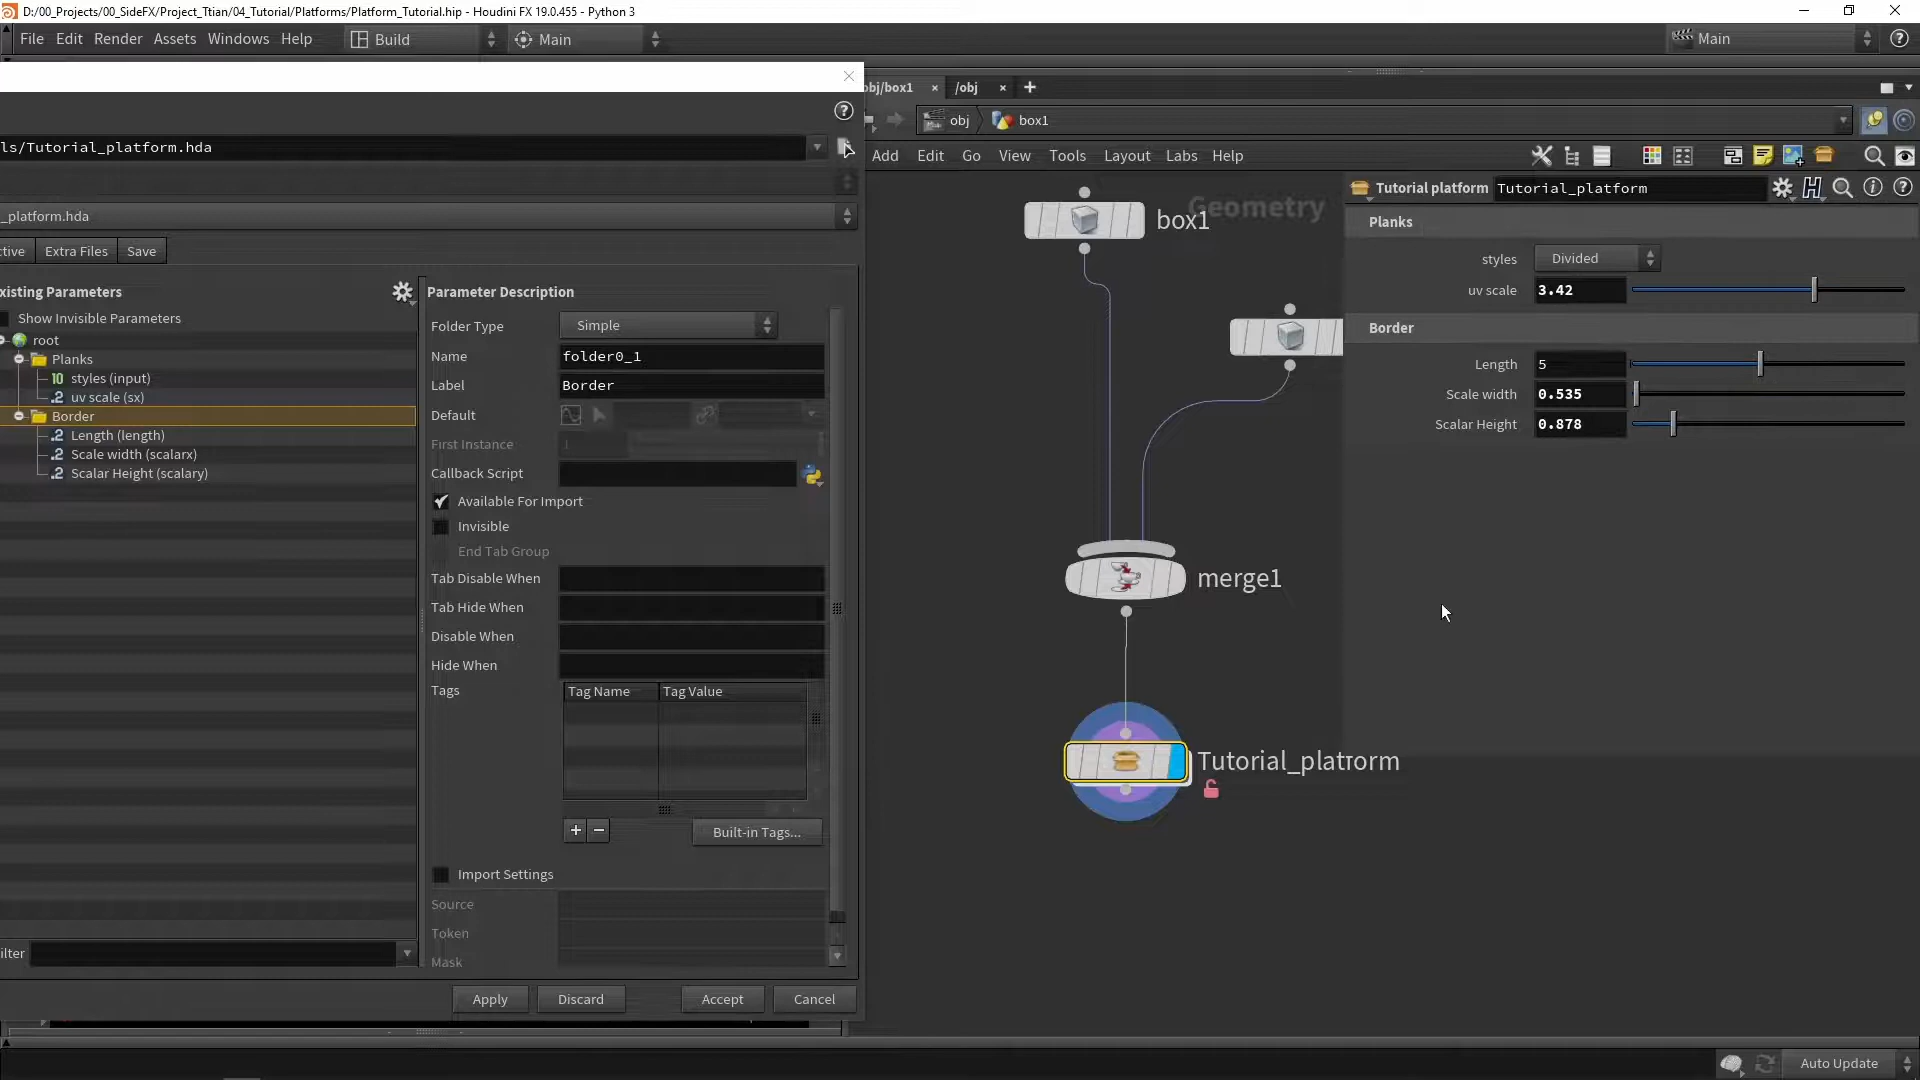 D:/00_Projects/00_SideFX/Project_Ttian/04_Tutorial/Platforms/Platform_Tutorial.hip - Houdini FX 19.0.455 - Python 3
File Edit Render Assets Windows Help Build Main Main
ls/Tutorial_platform.hda
_platform.hda
ctive Extra Files Save
xisting Parameters
Show Invisible Parameters
root
Planks
styles (input)
uv scale (sx)
Border
Length (length)
Scale width (scalarx)
Scalar Height (scalary)
ilter
Parameter Description
Folder Type Simple
Name folder0_1
Label Border
Default
First Instance 1
Callback Script
Available For Import
Invisible
End Tab Group
Tab Disable When
Tab Hide When
Disable When
Hide When
Tags Tag Name Tag Value
+ − Built-in Tags...
Import Settings
Source
Token
Mask
Apply Discard Accept Cancel
obj/box1 × /obj × +
obj box1
Add Edit Go View Tools Layout Labs Help
Geometry
box1
merge1
Tutorial_platform
Tutorial platform Tutorial_platform
Planks
styles Divided
uv scale 3.42
Border
Length 5
Scale width 0.535
Scalar Height 0.878
Auto Update